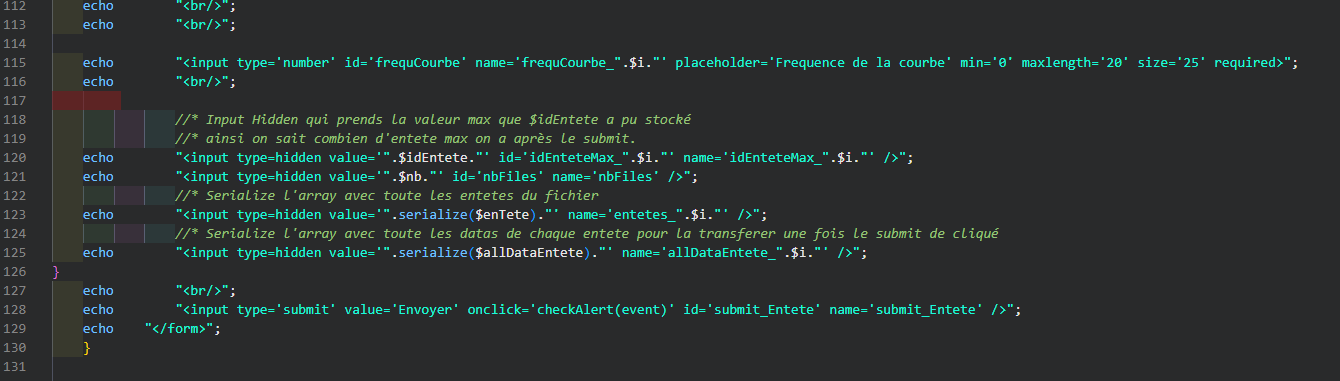 112 echo "<br/>";
113 echo "<br/>";
114
115 echo "<input type='number' id='frequCourbe' name='frequCourbe_".$i."' placeholder='Frequence de la courbe' min='0' maxlength='20' size='25' required>";
116 echo "<br/>";
117
118 //* Input Hidden qui prends la valeur max que $idEntete a pu stocké
119 //* ainsi on sait combien d'entete max on a après le submit.
120 echo "<input type=hidden value='".$idEntete."' id='idEnteteMax_".$i."' name='idEnteteMax_".$i."' />";
121 echo "<input type=hidden value='".$nb."' id='nbFiles' name='nbFiles' />";
122 //* Serialize l'array avec toute les entetes du fichier
123 echo "<input type=hidden value='".serialize($enTete)."' name='entetes_".$i."' />";
124 //* Serialize l'array avec toute les datas de chaque entete pour la transferer une fois le submit de cliqué
125 echo "<input type=hidden value='".serialize($allDataEntete)."' name='allDataEntete_".$i."' />";
126 }
127 echo "<br/>";
128 echo "<input type='submit' value='Envoyer' onclick='checkAlert(event)' id='submit_Entete' name='submit_Entete' />";
129 echo "</form>";
130 }
131